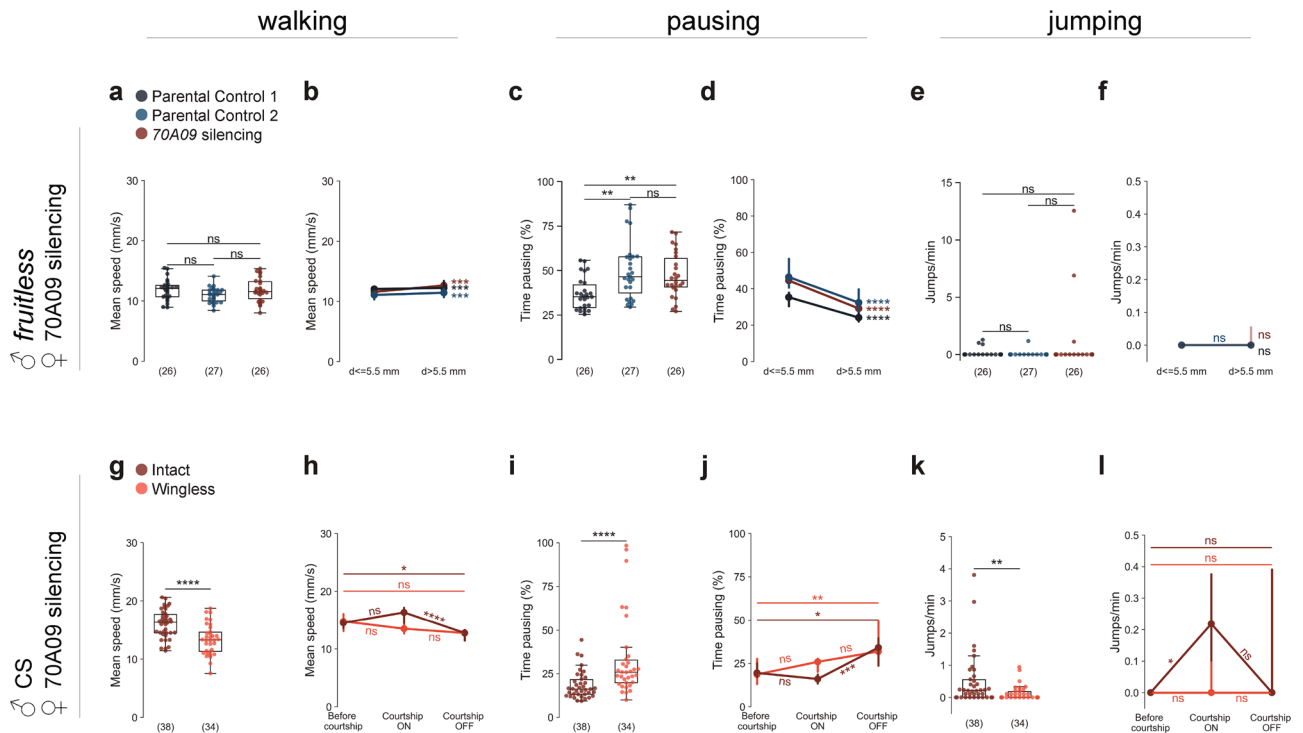 walking
pausing
jumping
a
Parental Control 1
Parental Control 2
70A09 silencing
b
c
d
e
f
♂ fruitless
♀ 70A09 silencing
Mean speed (mm/s)
30
20
10
0
ns
ns
ns
(26)
(27)
(26)
Mean speed (mm/s)
30
20
10
0
***
****
***
d<=5.5 mm
d>5.5 mm
Time pausing (%)
100
75
50
25
0
**
**
ns
(26)
(27)
(26)
Time pausing (%)
100
80
60
40
20
0
****
****
****
d<=5.5 mm
d>5.5 mm
Jumps/min
15
10
5
0
ns
ns
ns
(26)
(27)
(26)
Jumps/min
0.5
0.4
0.3
0.2
0.1
0.0
ns
ns
ns
d<=5.5 mm
d>5.5 mm
g
Intact
Wingless
h
i
j
k
l
♂ CS
♀ 70A09 silencing
Mean speed (mm/s)
30
20
10
0
****
(38)
(34)
Mean speed (mm/s)
30
20
10
0
*
ns
ns
****
ns
ns
Before
courtship
Courtship
ON
Courtship
OFF
Time pausing (%)
100
75
50
25
0
****
(38)
(34)
Time pausing (%)
100
75
50
25
0
**
*
ns
ns
ns
***
Before
courtship
Courtship
ON
Courtship
OFF
Jumps/min
5
4
3
2
1
0
**
(38)
(34)
Jumps/min
0.5
0.4
0.3
0.2
0.1
0.0
ns
ns
*
ns
ns
ns
Before
courtship
Courtship
ON
Courtship
OFF